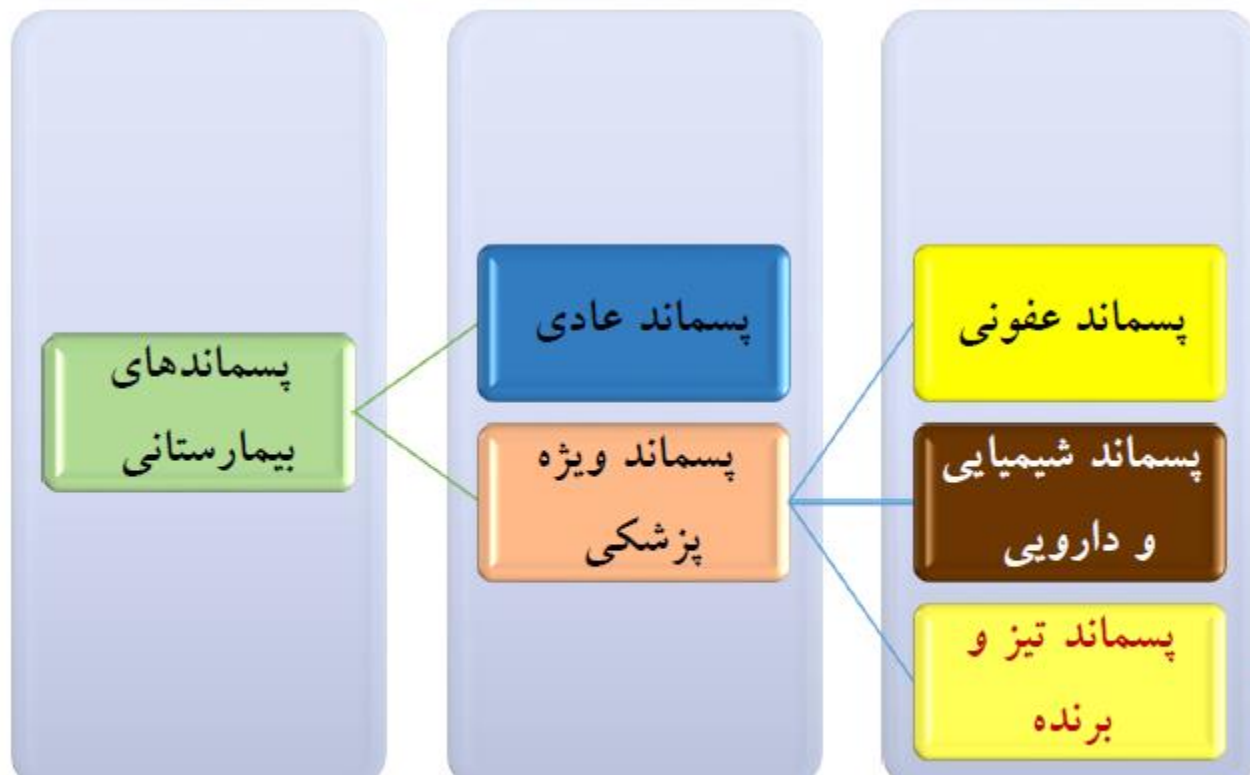 پسماندهای
بیمارستانی
پسماند عادی
پسماند ویژه
پزشکی
پسماند عفونی
پسماند شیمیایی
و دارویی
پسماند تیز و
برنده